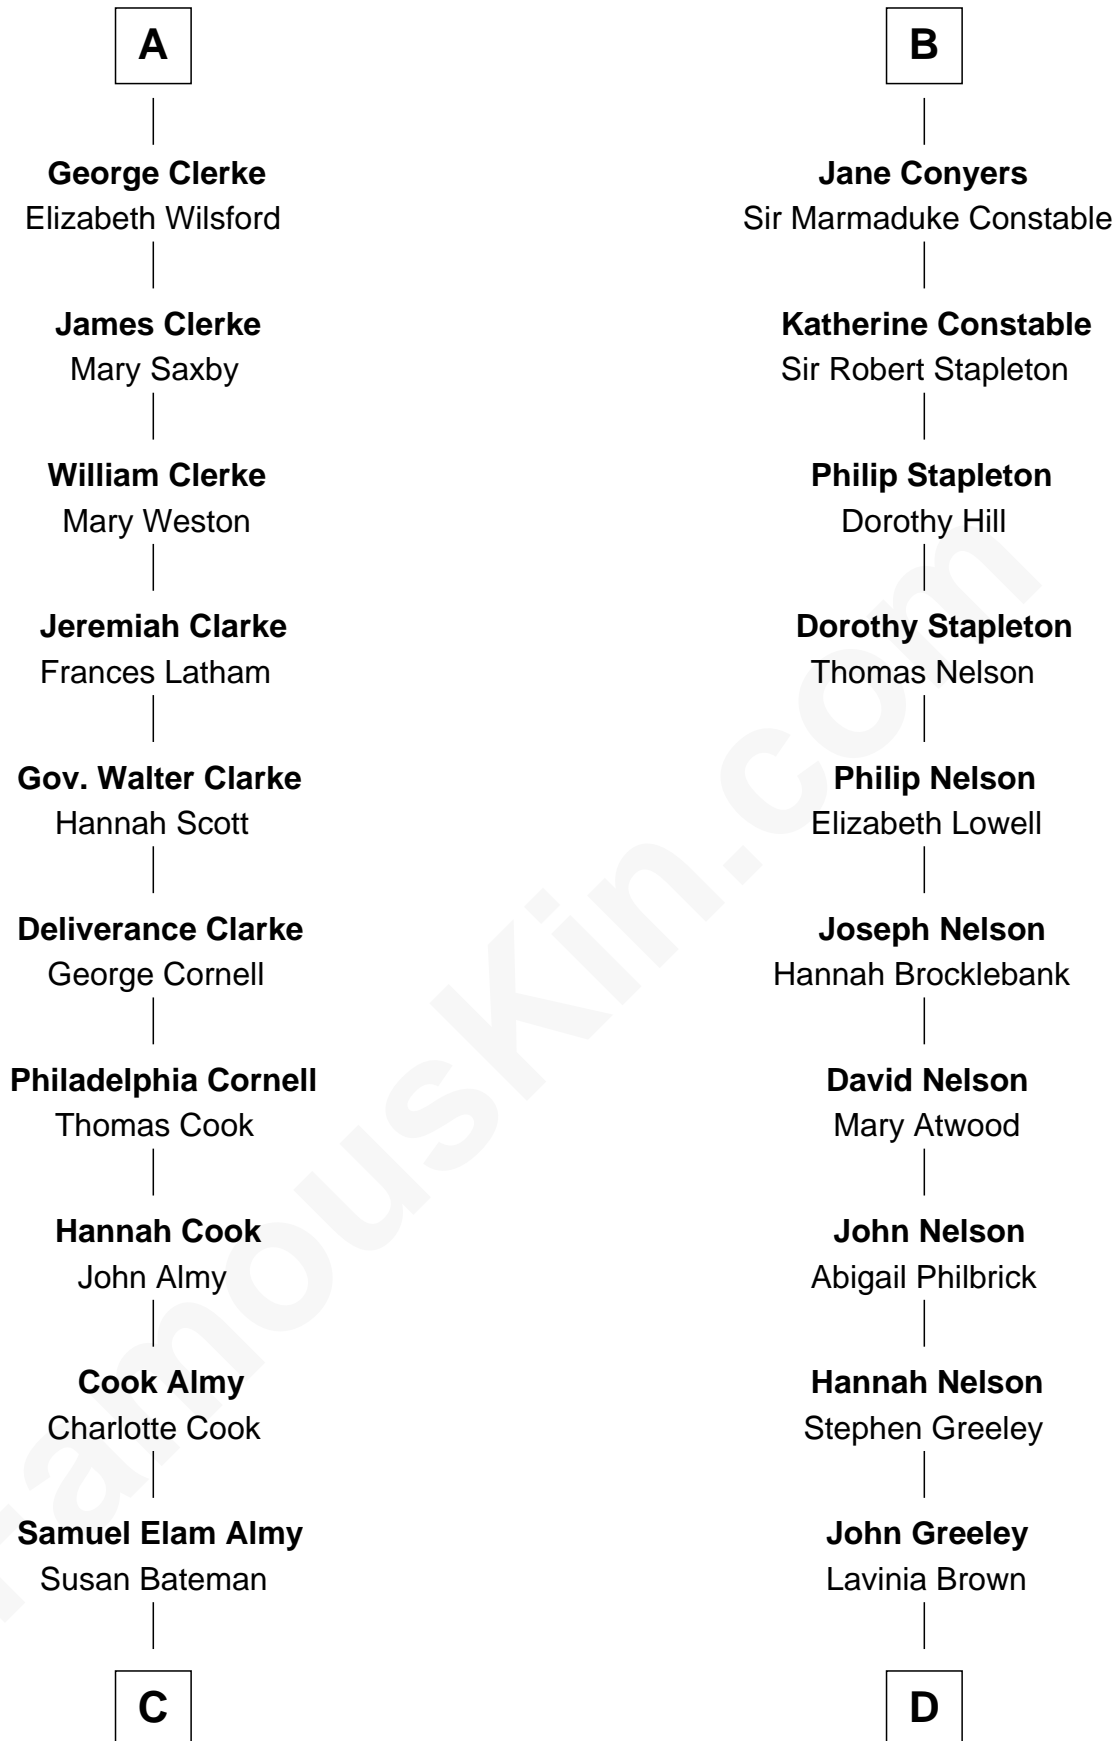 A
George Clerke
Elizabeth Wilsford
James Clerke
Mary Saxby
William Clerke
Mary Weston
Jeremiah Clarke
Frances Latham
Gov. Walter Clarke
Hannah Scott
Deliverance Clarke
George Cornell
Philadelphia Cornell
Thomas Cook
Hannah Cook
John Almy
Cook Almy
Charlotte Cook
Samuel Elam Almy
Susan Bateman
C
B
Jane Conyers
Sir Marmaduke Constable
Katherine Constable
Sir Robert Stapleton
Philip Stapleton
Dorothy Hill
Dorothy Stapleton
Thomas Nelson
Philip Nelson
Elizabeth Lowell
Joseph Nelson
Hannah Brocklebank
David Nelson
Mary Atwood
John Nelson
Abigail Philbrick
Hannah Nelson
Stephen Greeley
John Greeley
Lavinia Brown
D
FamousKin.com